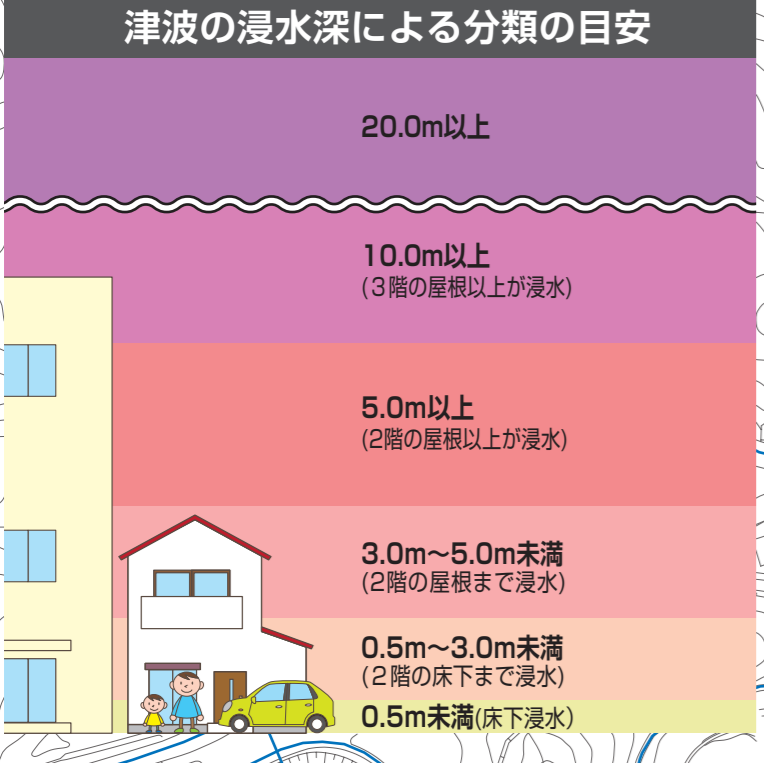 津波の浸水深による分類の目安
20.0m以上
10.0m以上
(３階の屋根以上が浸水)
5.0m以上
(2階の屋根以上が浸水)
3.0m～5.0m未満
(2階の屋根まで浸水)
0.5m～3.0m未満
(２階の床下まで浸水)
0.5m未満(床下浸水)